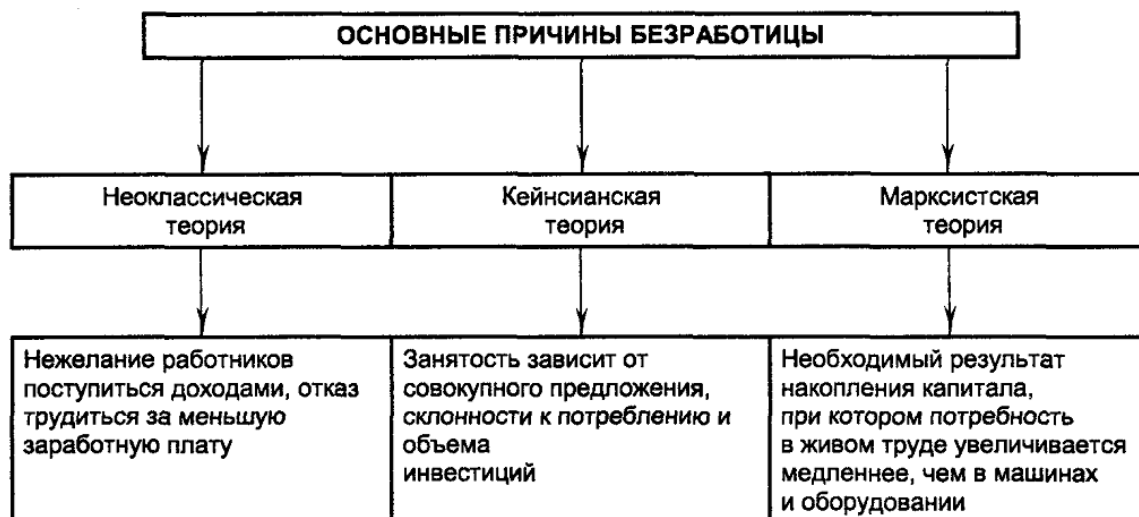 ОСНОВНЫЕ ПРИЧИНЫ БЕЗРАБОТИЦЫ
Неоклассическая
теория
Кейнсианская
теория
Марксистская
теория
Нежелание работников
поступиться доходами, отказ
трудиться за меньшую
заработную плату
Занятость зависит от
совокупного предложения,
склонности к потреблению и
объема
инвестиций
Необходимый результат
накопления капитала,
при котором потребность
в живом труде увеличивается
медленнее, чем в машинах
и оборудовании